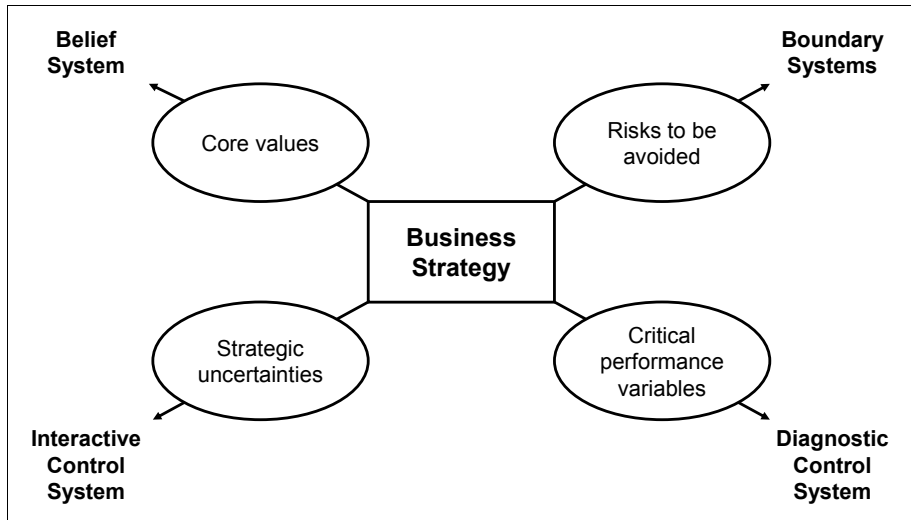 Belief
System
Boundary
Systems
Core values
Risks to be
avoided
Business
Strategy
Strategic
uncertainties
Critical
performance
variables
Interactive
Control
System
Diagnostic
Control
System